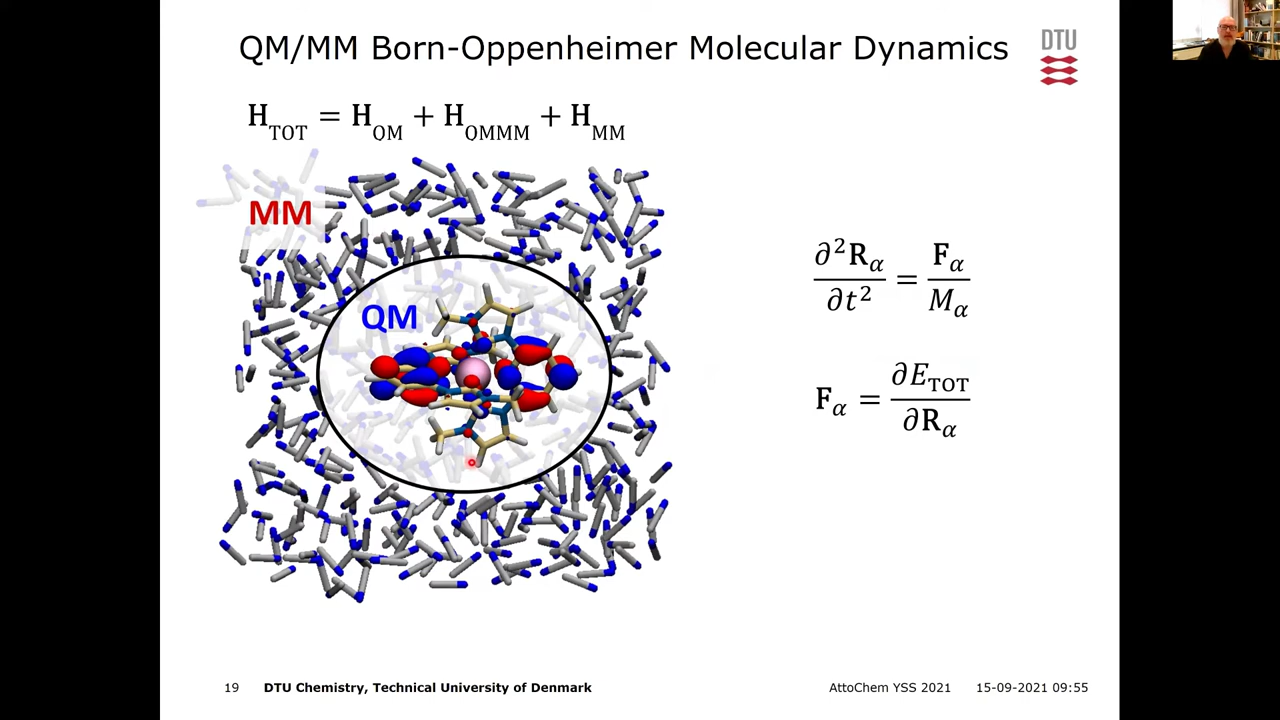 QM/MM Born-Oppenheimer Molecular Dynamics
DTU
H_TOT = H_QM + H_QMMM + H_MM
MM
QM
∂²R_α / ∂t² = F_α / M_α
F_α = ∂E_TOT / ∂R_α
19 DTU Chemistry, Technical University of Denmark AttoChem YSS 2021 15-09-2021 09:55